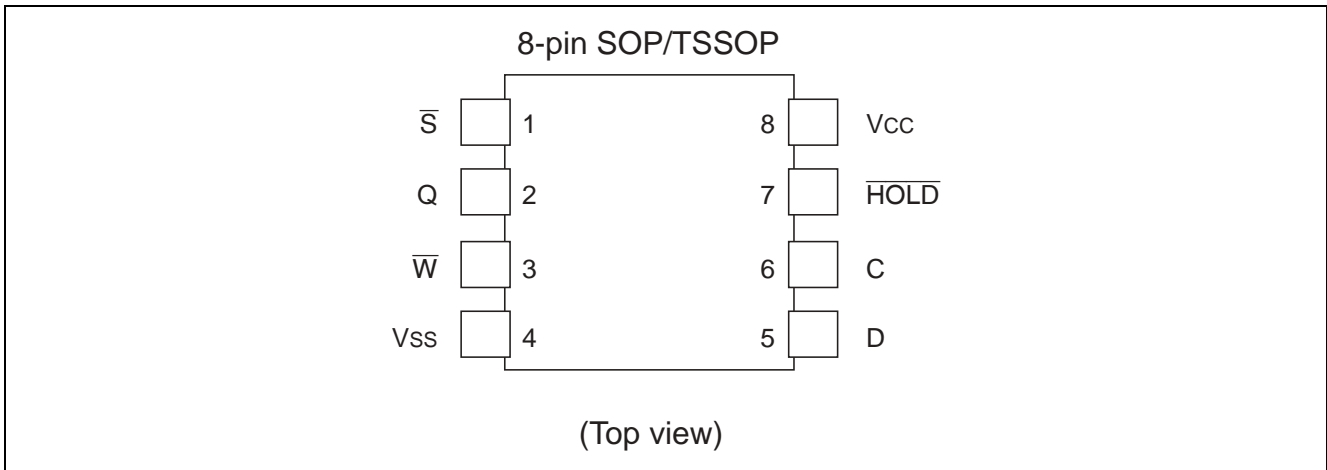 8-pin SOP/TSSOP
S̅ 1 8 Vcc
Q 2 7 H̅O̅L̅D̅
W̅ 3 6 C
Vss 4 5 D
(Top view)